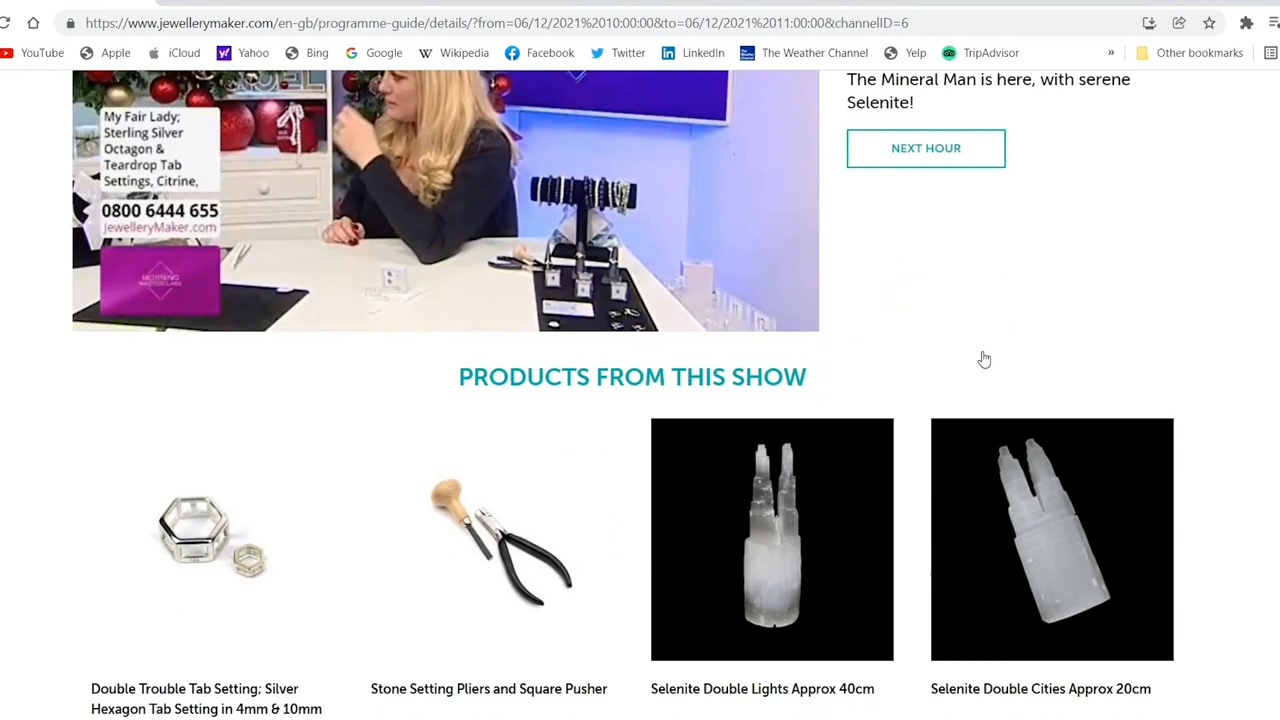 https://www.jewellerymaker.com/en-gb/programme-guide/details/?from=06/12/2021%2010:00:00&to=06/12/2021%2011:00:00&channelID=6
YouTube Apple iCloud Yahoo Bing Google Wikipedia Facebook Twitter LinkedIn The Weather Channel Yelp TripAdvisor » Other bookmarks
The Mineral Man is here, with serene
Selenite!
NEXT HOUR
My Fair Lady;
Sterling Silver
Octagon &
Teardrop Tab
Settings, Citrine,
0800 6444 655
JewelleryMaker.com
MORNING
MASTERCLASS
PRODUCTS FROM THIS SHOW
Double Trouble Tab Setting; Silver
Hexagon Tab Setting in 4mm & 10mm
Stone Setting Pliers and Square Pusher
Selenite Double Lights Approx 40cm
Selenite Double Cities Approx 20cm